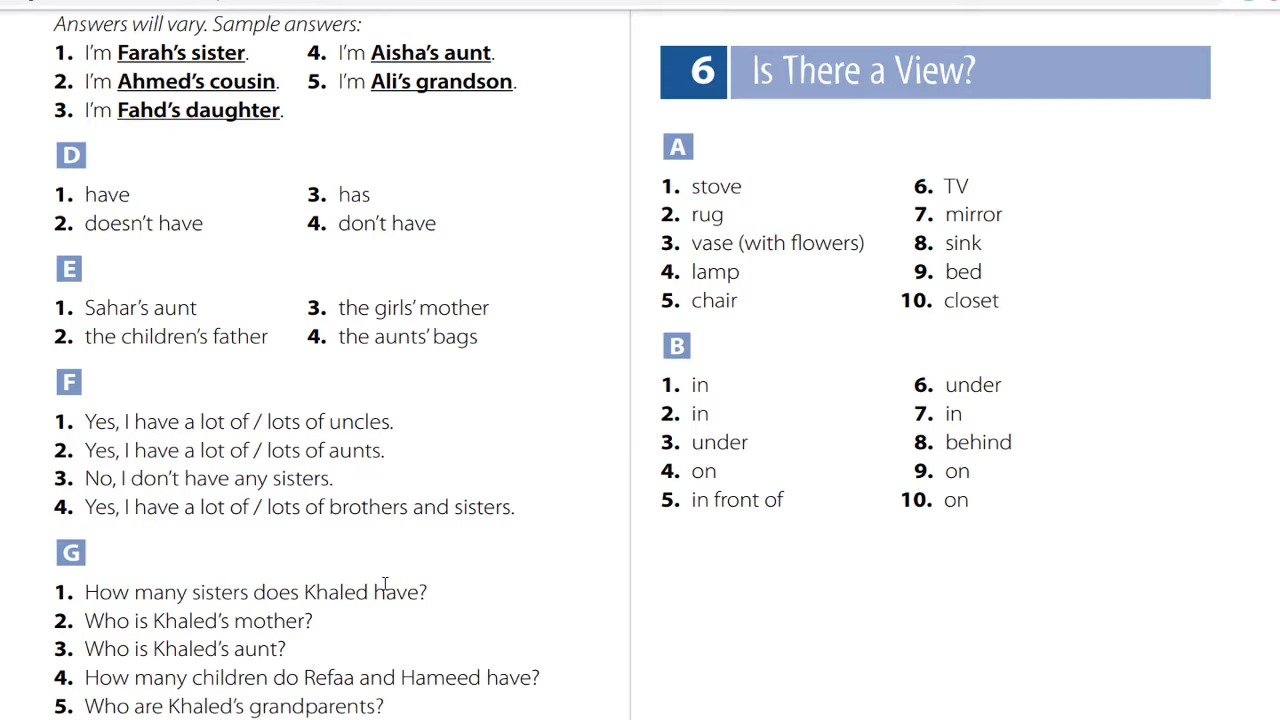 Answers will vary. Sample answers:
1. I'm Farah's sister. 4. I'm Aisha's aunt.
2. I'm Ahmed's cousin. 5. I'm Ali's grandson.
3. I'm Fahd's daughter.
D
1. have 3. has
2. doesn't have 4. don't have
E
1. Sahar's aunt 3. the girls' mother
2. the children's father 4. the aunts' bags
F
1. Yes, I have a lot of / lots of uncles.
2. Yes, I have a lot of / lots of aunts.
3. No, I don't have any sisters.
4. Yes, I have a lot of / lots of brothers and sisters.
G
1. How many sisters does Khaled have?
2. Who is Khaled's mother?
3. Who is Khaled's aunt?
4. How many children do Refaa and Hameed have?
5. Who are Khaled's grandparents?
6 Is There a View?
A
1. stove 6. TV
2. rug 7. mirror
3. vase (with flowers) 8. sink
4. lamp 9. bed
5. chair 10. closet
B
1. in 6. under
2. in 7. in
3. under 8. behind
4. on 9. on
5. in front of 10. on